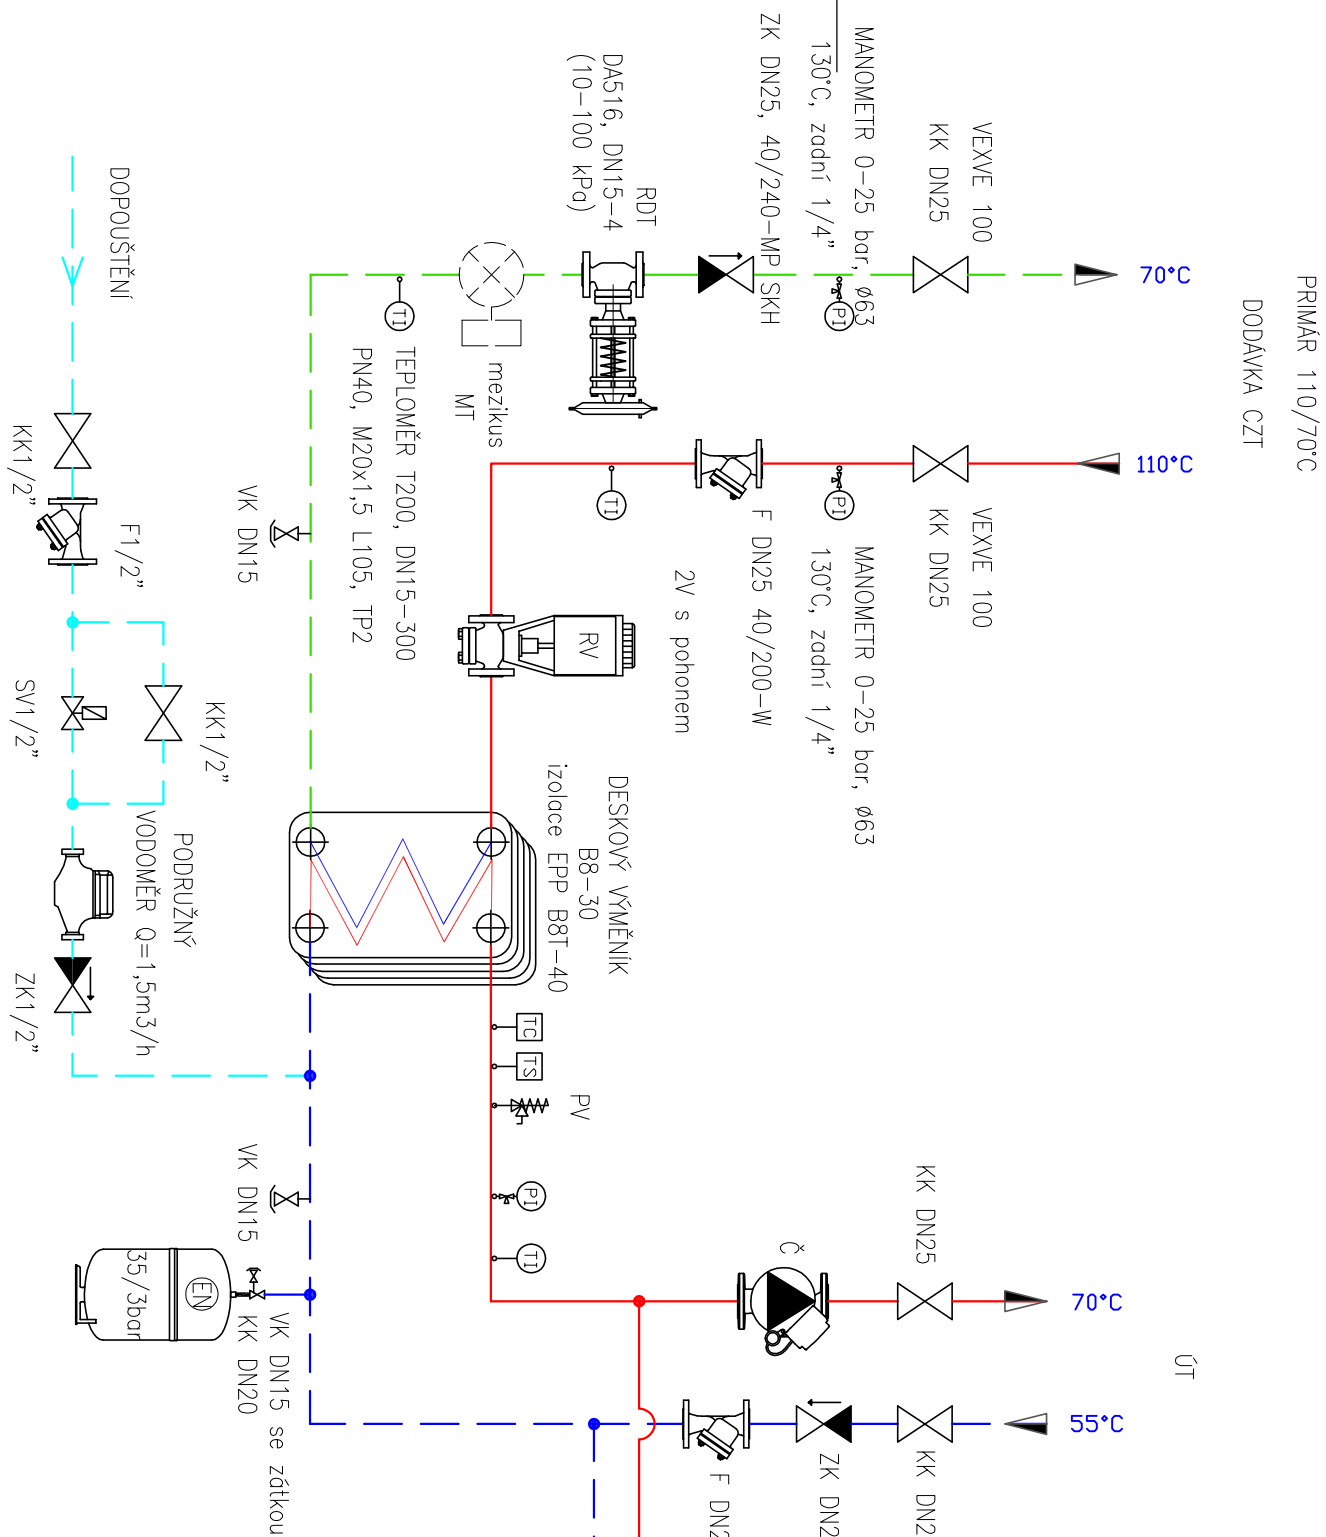 PRIMÁR 110/70°C
DODÁVKA CZT
70°C
110°C
VEXVE 100
KK DN25
MANOMETR 0-25 bar, Ø63
130°C, zadní 1/4"
PI
ZK DN25, 40/240-MP SKH
RDT
DA516, DN15-4
(10-100 kPa)
mezikus
MT
TI
TEPLOMĚR T200, DN15-300
PN40, M20x1,5 L105, TP2
VK DN15
VEXVE 100
KK DN25
MANOMETR 0-25 bar, Ø63
130°C, zadní 1/4"
PI
F DN25 40/200-W
TI
2V s pohonem
RV
DESKOVÝ VÝMĚNÍK
B8-30
izolace EPP B8T-40
DOPOUŠTĚNÍ
KK1/2"
F1/2"
KK1/2"
SV1/2"
PODRUŽNÝ
VODOMĚR Q=1,5m3/h
ZK1/2"
TC
TS
PV
PI
TI
VK DN15
EN
35/3bar
VK DN15 se zátkou
KK DN20
Č
KK DN25
70°C
ÚT
55°C
KK DN2
ZK DN2
F DN2